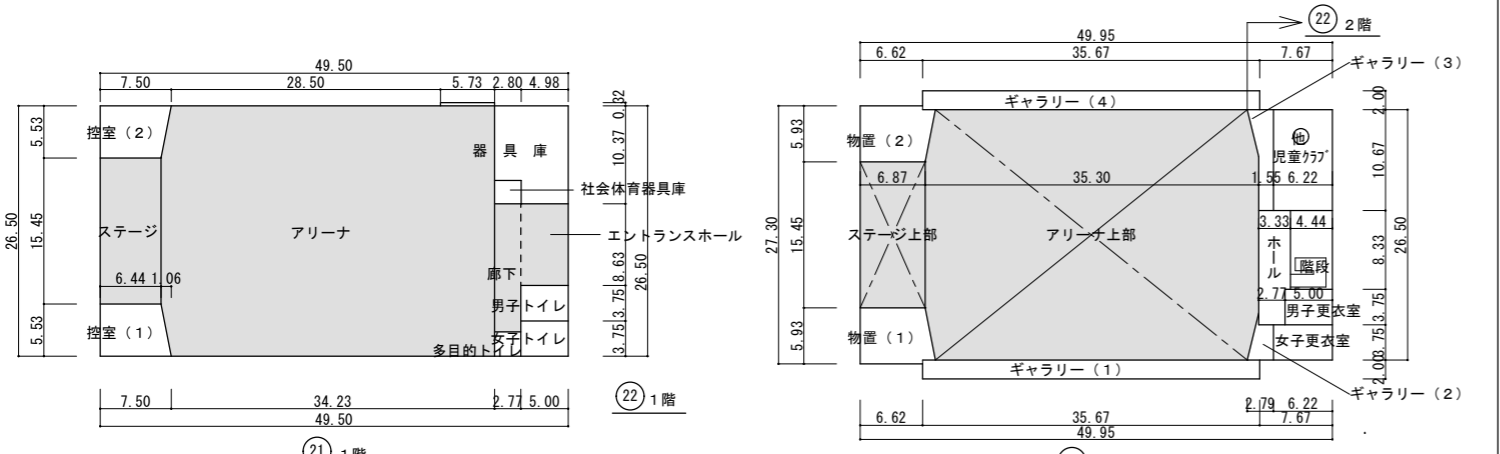 49.50
7.50 28.50 5.73 2.80 4.98
控室（２）
5.53
26.50
15.45
5.53
ステージ
6.44 1.06
アリーナ
控室（１）
器具庫
社会体育器具庫
エントランスホール
廊下
男子トイレ
女子トイレ
多目的トイレ
0.32
10.37
8.63
3.75
3.75
26.50
7.50 34.23 2.77 5.00
49.50
22 1階
21 1階
22 2階
49.95
6.62 35.67 7.67
ギャラリー（３）
ギャラリー（４）
物置（２）
5.93
27.30
15.45
5.93
6.87 35.30 1.55 6.22
他
児童クラブ
ステージ上部
アリーナ上部
3.33 4.44
ホール
階段
2.77 5.00
男子更衣室
女子更衣室
物置（１）
ギャラリー（１）
ギャラリー（２）
2.00
10.67
8.33
3.75
3.75
2.00
26.50
2.79 6.22
6.62 35.67 7.67
49.95